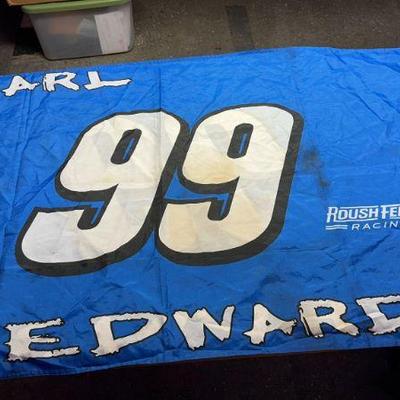 ARL
99
ROUSH FE
RACIN
EDWARD